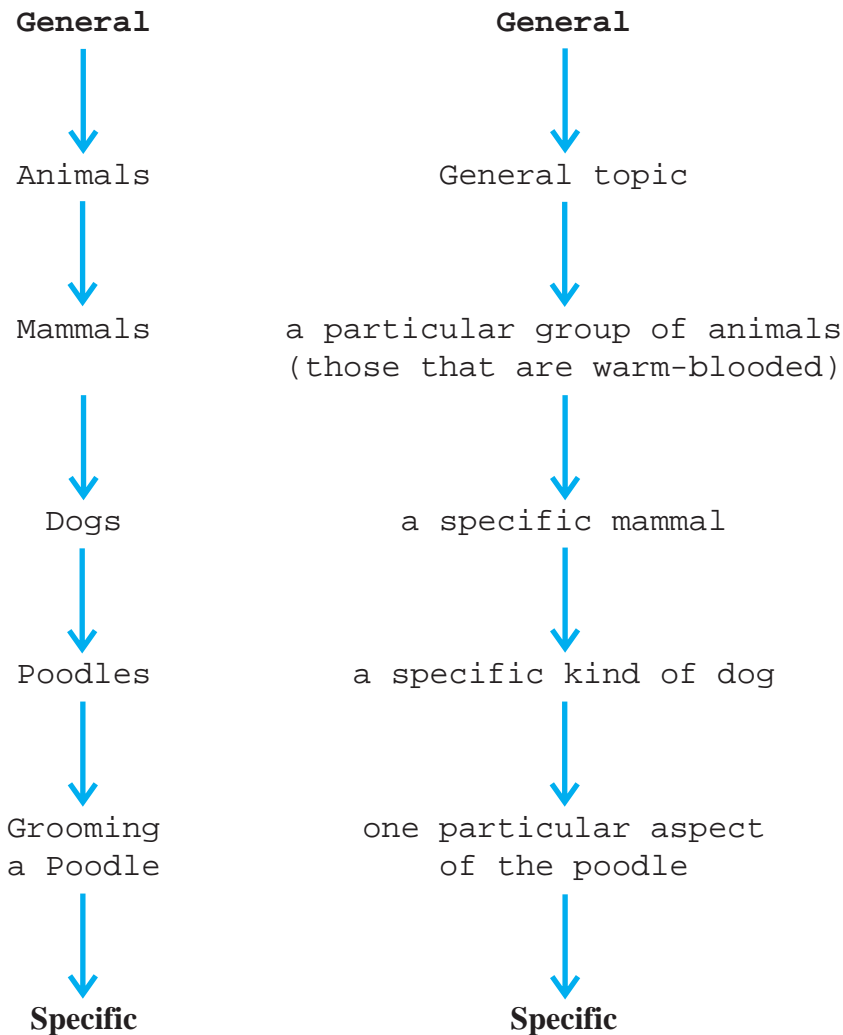 General
General
Animals
General topic
Mammals
a particular group of animals
(those that are warm-blooded)
Dogs
a specific mammal
Poodles
a specific kind of dog
Grooming
a Poodle
one particular aspect
of the poodle
Specific
Specific